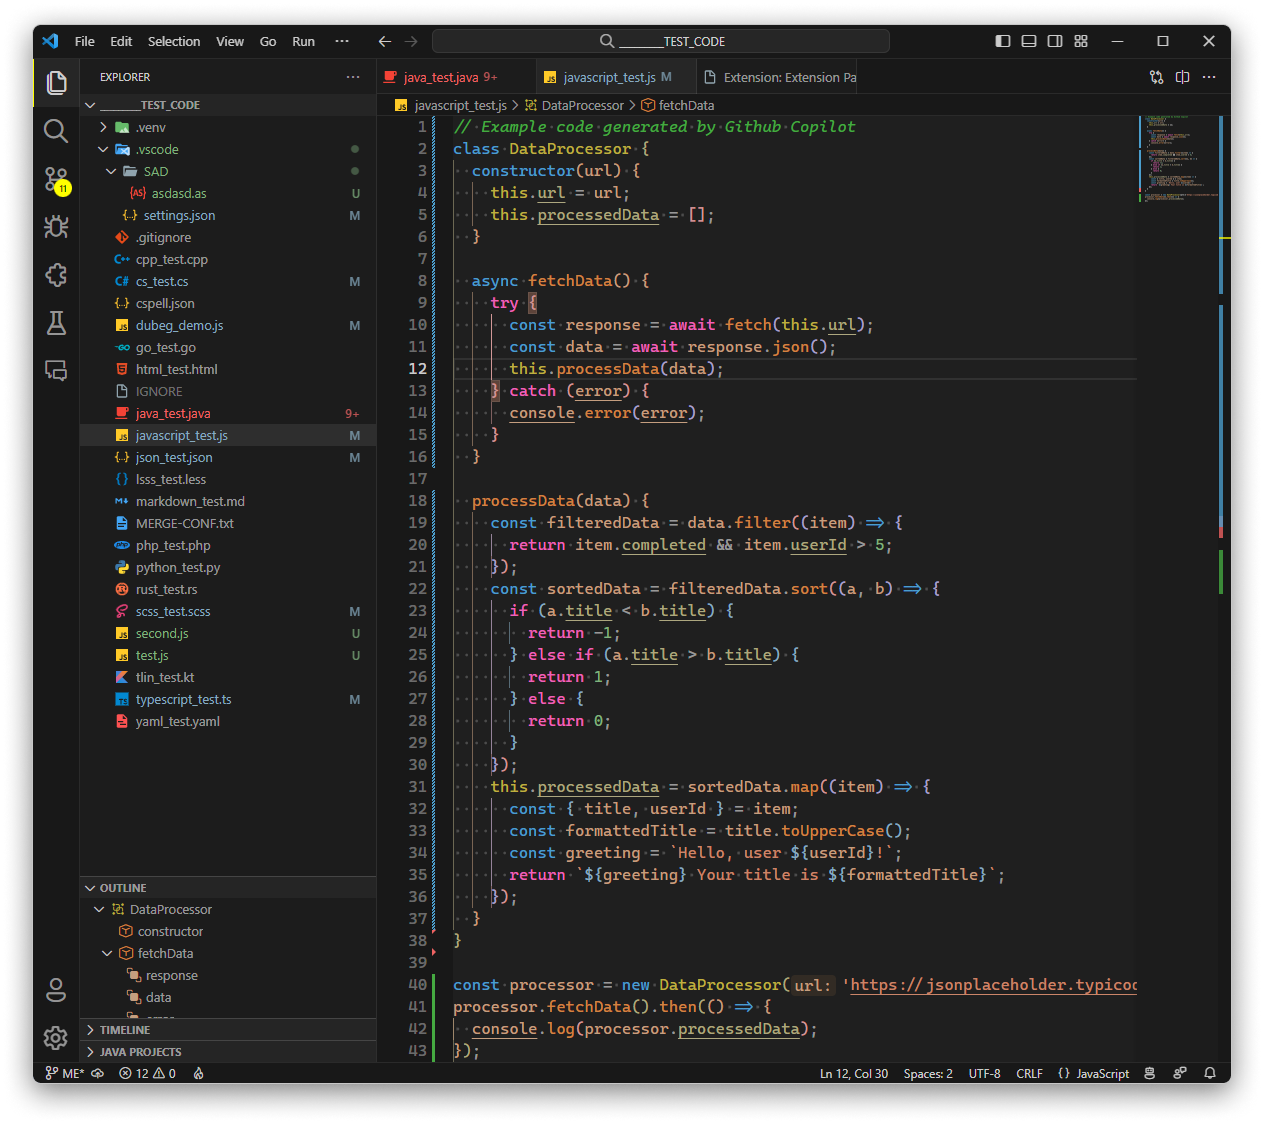 File Edit Selection View Go Run ··· ________TEST_CODE
EXPLORER ···
________TEST_CODE
.venv
.vscode
SAD
asdasd.as U
settings.json M
.gitignore
cpp_test.cpp
cs_test.cs M
cspell.json
dubeg_demo.js M
go_test.go
html_test.html
IGNORE
java_test.java 9+
javascript_test.js M
json_test.json M
lsss_test.less
markdown_test.md
MERGE-CONF.txt
php_test.php
python_test.py
rust_test.rs
scss_test.scss M
second.js U
test.js U
tlin_test.kt
typescript_test.ts M
yaml_test.yaml
OUTLINE
DataProcessor
constructor
fetchData
response
data
TIMELINE
JAVA PROJECTS
11
java_test.java 9+ javascript_test.js M Extension: Extension Pa
javascript_test.js > DataProcessor > fetchData
1 // Example code generated by Github Copilot
2 class DataProcessor {
3 constructor(url) {
4 this.url = url;
5 this.processedData = [];
6 }
7
8 async fetchData() {
9 try {
10 const response = await fetch(this.url);
11 const data = await response.json();
12 this.processData(data);
13 } catch (error) {
14 console.error(error);
15 }
16 }
17
18 processData(data) {
19 const filteredData = data.filter((item) => {
20 return item.completed && item.userId > 5;
21 });
22 const sortedData = filteredData.sort((a, b) => {
23 if (a.title < b.title) {
24 return -1;
25 } else if (a.title > b.title) {
26 return 1;
27 } else {
28 return 0;
29 }
30 });
31 this.processedData = sortedData.map((item) => {
32 const { title, userId } = item;
33 const formattedTitle = title.toUpperCase();
34 const greeting = `Hello, user ${userId}!`;
35 return `${greeting} Your title is ${formattedTitle}`;
36 });
37 }
38 }
39
40 const processor = new DataProcessor(url: 'https://jsonplaceholder.typico
41 processor.fetchData().then(() => {
42 console.log(processor.processedData);
43 });
ME* 12 0 Ln 12, Col 30 Spaces: 2 UTF-8 CRLF {} JavaScript